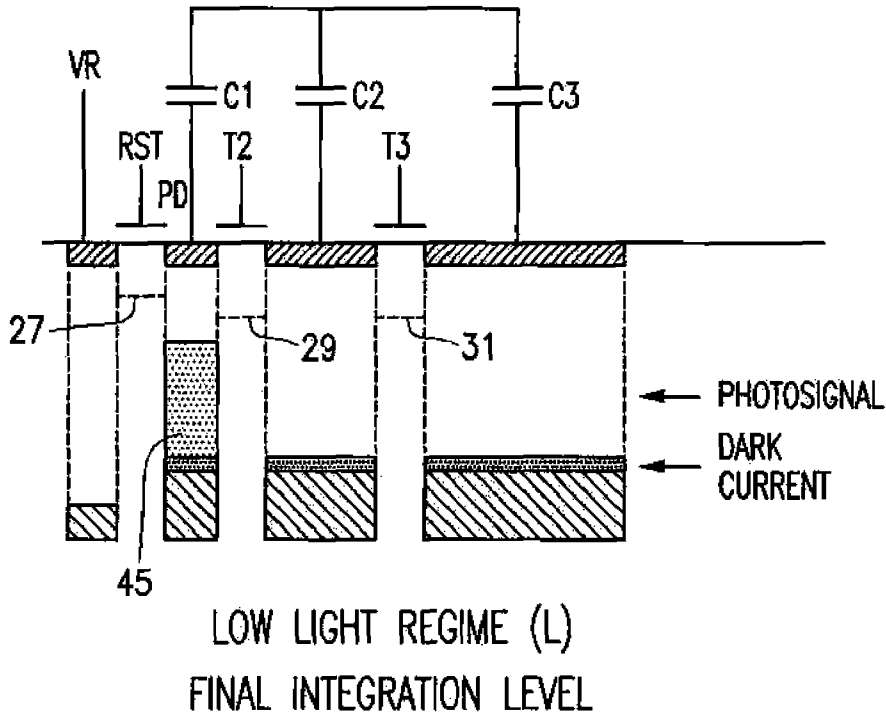 VR
C1
C2
C3
RST
T2
T3
PD
27
29
31
PHOTOSIGNAL
DARK
CURRENT
45
LOW LIGHT REGIME (L)
FINAL INTEGRATION LEVEL